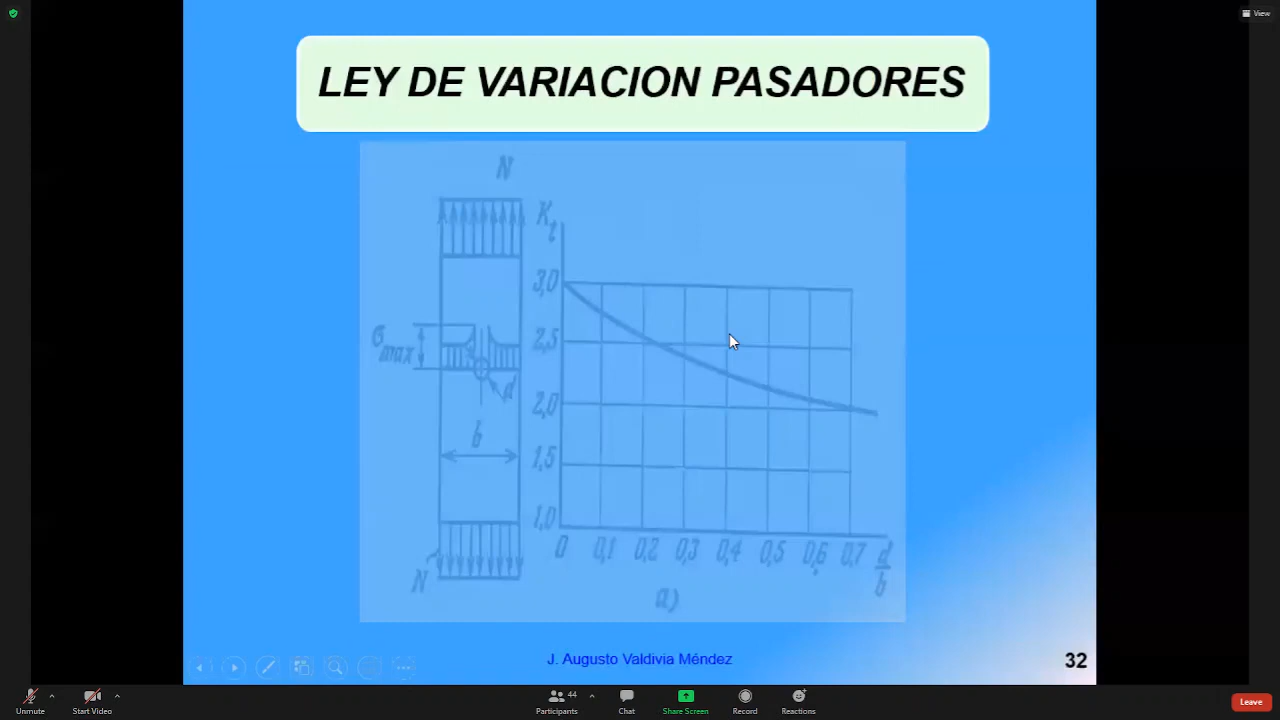 View
LEY DE VARIACION PASADORES
N
K t
3,0
σ max
2,5
d
2,0
b
1,5
1,0
0 0,1 0,2 0,3 0,4 0,5 0,6 0,7 d/b
N
a)
J. Augusto Valdivia Méndez
32
Unmute
Start Video
44
Participants
Chat
Share Screen
Record
Reactions
Leave